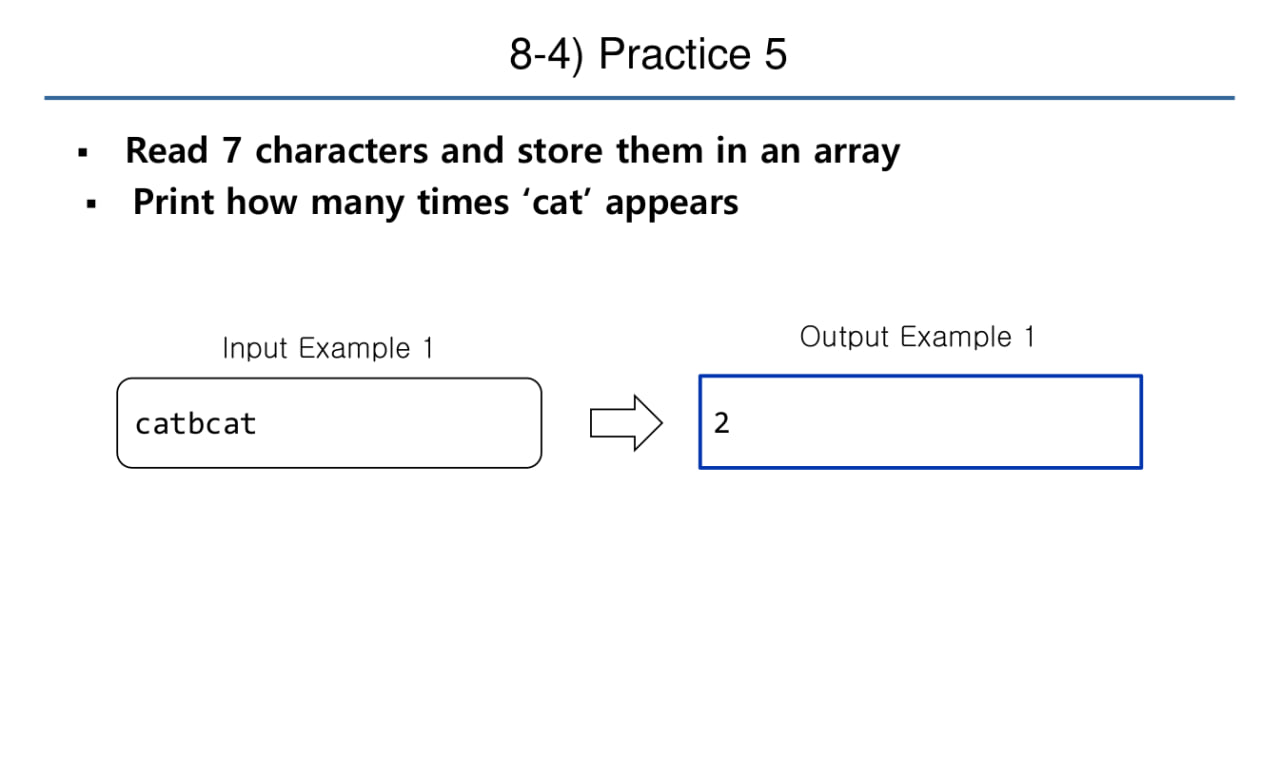 8-4) Practice 5
▪ Read 7 characters and store them in an array
▪ Print how many times ‘cat’ appears
Input Example 1
Output Example 1
catbcat
2